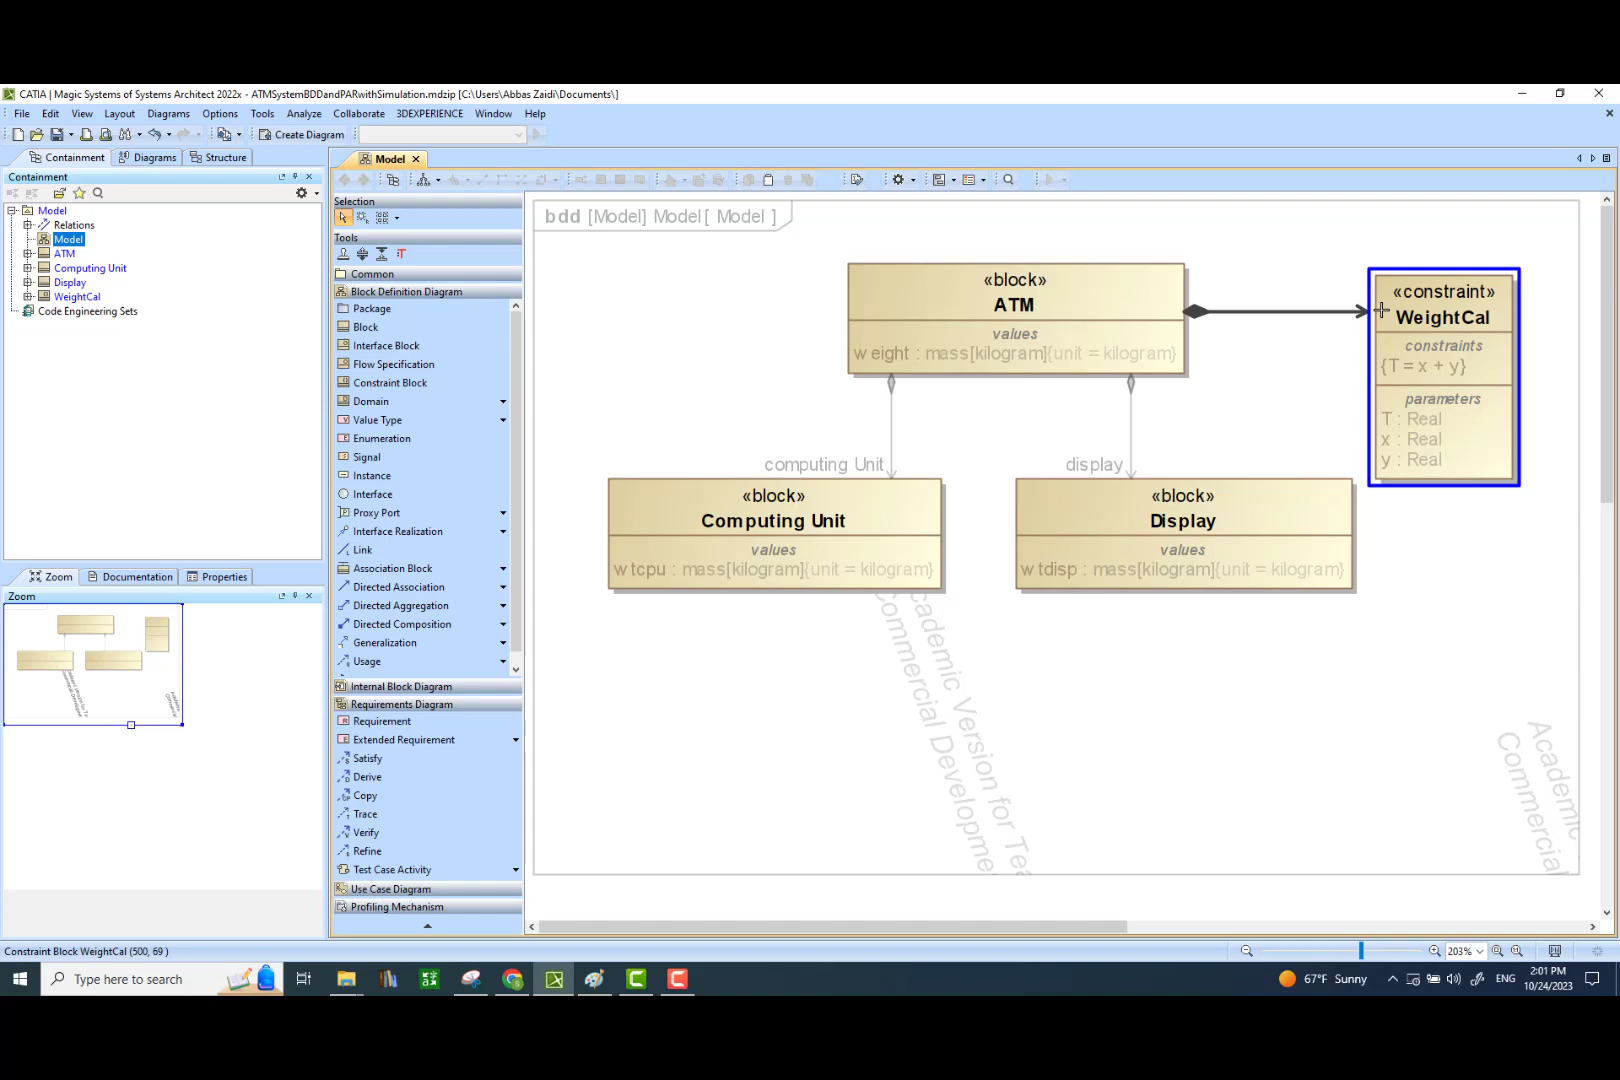 CATIA | Magic Systems of Systems Architect 2022x - ATMSystemBDDandPARwithSimulation.mdzip [C:\Users\Abbas Zaidi\Documents\]
File Edit View Layout Diagrams Options Tools Analyze Collaborate 3DEXPERIENCE Window Help
Create Diagram
Containment Diagrams Structure
Containment
Model
Relations
Model
ATM
Computing Unit
Display
WeightCal
Code Engineering Sets
Zoom Documentation Properties
Zoom
Model
Selection
Tools
Common
Block Definition Diagram
Package
Block
Interface Block
Flow Specification
Constraint Block
Domain
Value Type
Enumeration
Signal
Instance
Interface
Proxy Port
Interface Realization
Link
Association Block
Directed Association
Directed Aggregation
Directed Composition
Generalization
Usage
Internal Block Diagram
Requirements Diagram
Requirement
Extended Requirement
Satisfy
Derive
Copy
Trace
Verify
Refine
Test Case Activity
Use Case Diagram
Profiling Mechanism
bdd [Model] Model[ Model ]
«block»
ATM
values
weight : mass[kilogram]{unit = kilogram}
«constraint»
WeightCal
constraints
{T = x + y}
parameters
T : Real
x : Real
y : Real
computing Unit
display
«block»
Computing Unit
values
wtcpu : mass[kilogram]{unit = kilogram}
«block»
Display
values
wtdisp : mass[kilogram]{unit = kilogram}
Academic Version for Tea
Commercial Developme
Academic
Commercial
Constraint Block WeightCal (500, 69 )
203%
Type here to search
67°F Sunny
ENG
2:01 PM
10/24/2023